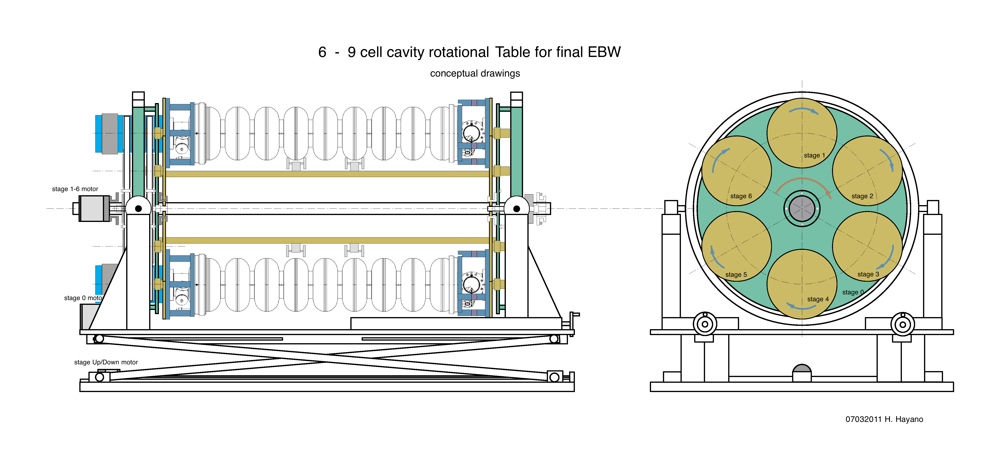 6 - 9 cell cavity rotational Table for final EBW
conceptual drawings
stage 1-6 motor
stage 0 motor
stage Up/Down motor
stage 1
stage 6
stage 2
stage 5
stage 3
stage 0
stage 4
07032011 H. Hayano